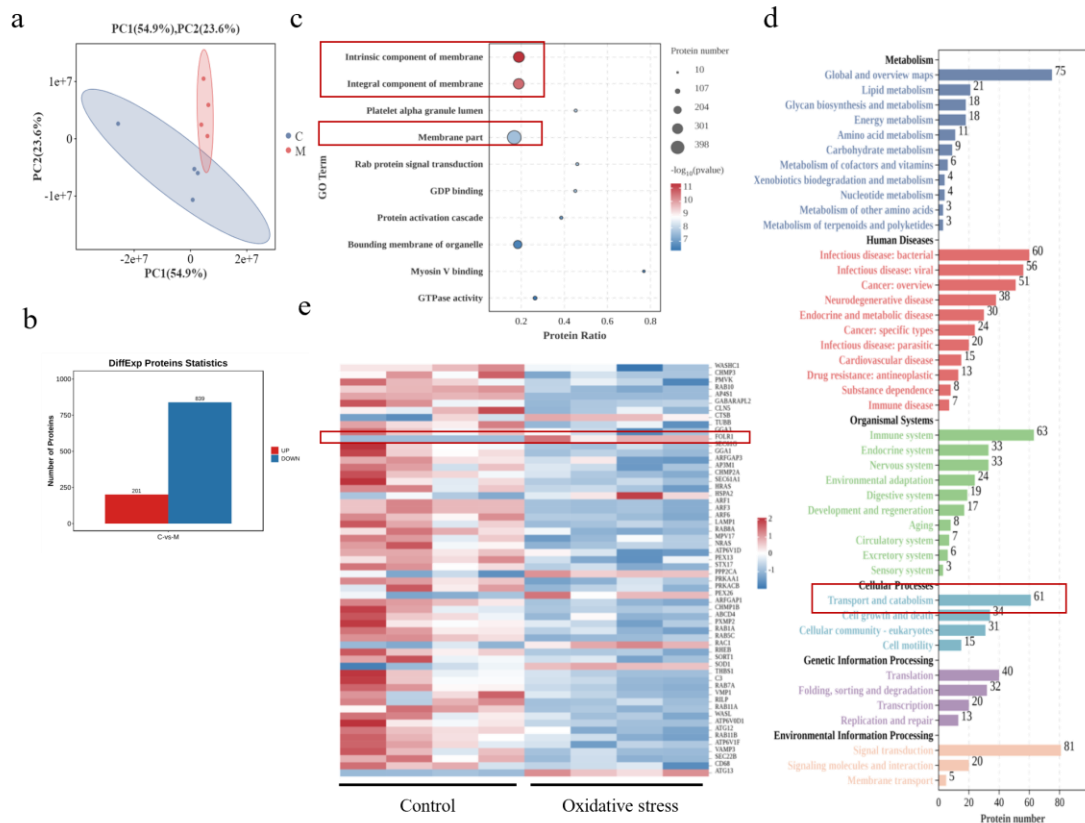 a
PC1(54.9%),PC2(23.6%)
1e+7
0
-1e+7
PC2(23.6%)
-2e+7
0
2e+7
PC1(54.9%)
C
M
b
DiffExp Proteins Statistics
1000
750
500
250
0
Number of Proteins
201
839
C-vs-M
UP
DOWN
c
Intrinsic component of membrane
Integral component of membrane
Platelet alpha granule lumen
Membrane part
Rab protein signal transduction
GDP binding
Protein activation cascade
Bounding membrane of organelle
Myosin V binding
GTPase activity
GO Term
0.2
0.4
0.6
0.8
Protein Ratio
Protein number
10
107
204
301
398
-log10(pvalue)
11
10
9
8
7
e
WASHC3
CHMP3
PMVK
RAB10
AP4S1
GABARAPL2
CLN5
CTSB
TUBB
GGA3
FOLR1
GGA1
ARFGAP3
AP3M1
CHMP2A
SEC61A1
HRAS
HSPA2
ARF1
ARF3
ARF6
LAMP1
RAB8A
MPV17
NRAS
ATP6V1D
PEX13
STX17
PPP2CA
PRKAA1
PRKACB
PEX26
ARFGAP1
CHMP1B
ABCD4
PXMP2
RAB1A
RAB5C
RAC1
RHEB
SORT1
SOD1
THBS1
C3
RAB7A
VMP1
RILP
RAB11A
WASL
ATP6V0D1
ATG12
RAB11B
ATP6V1F
VAMP3
SEC22B
CD68
ATG13
2
1
0
-1
Control
Oxidative stress
d
Metabolism
Global and overview maps 75
Lipid metabolism 21
Glycan biosynthesis and metabolism 18
Energy metabolism 18
Amino acid metabolism 11
Carbohydrate metabolism 9
Metabolism of cofactors and vitamins 6
Xenobiotics biodegradation and metabolism 4
Nucleotide metabolism 4
Metabolism of other amino acids 3
Metabolism of terpenoids and polyketides 3
Human Diseases
Infectious disease: bacterial 60
Infectious disease: viral 56
Cancer: overview 51
Neurodegenerative disease 38
Endocrine and metabolic disease 30
Cancer: specific types 24
Infectious disease: parasitic 20
Cardiovascular disease 15
Drug resistance: antineoplastic 13
Substance dependence 8
Immune disease 7
Organismal Systems
Immune system 63
Endocrine system 33
Nervous system 33
Environmental adaptation 24
Digestive system 19
Development and regeneration 17
Aging 8
Circulatory system 7
Excretory system 6
Sensory system 3
Cellular Processes
Transport and catabolism 61
Cell growth and death 34
Cellular community - eukaryotes 31
Cell motility 15
Genetic Information Processing
Translation 40
Folding, sorting and degradation 32
Transcription 20
Replication and repair 13
Environmental Information Processing
Signal transduction 81
Signaling molecules and interaction 20
Membrane transport 5
0 20 40 60 80
Protein number